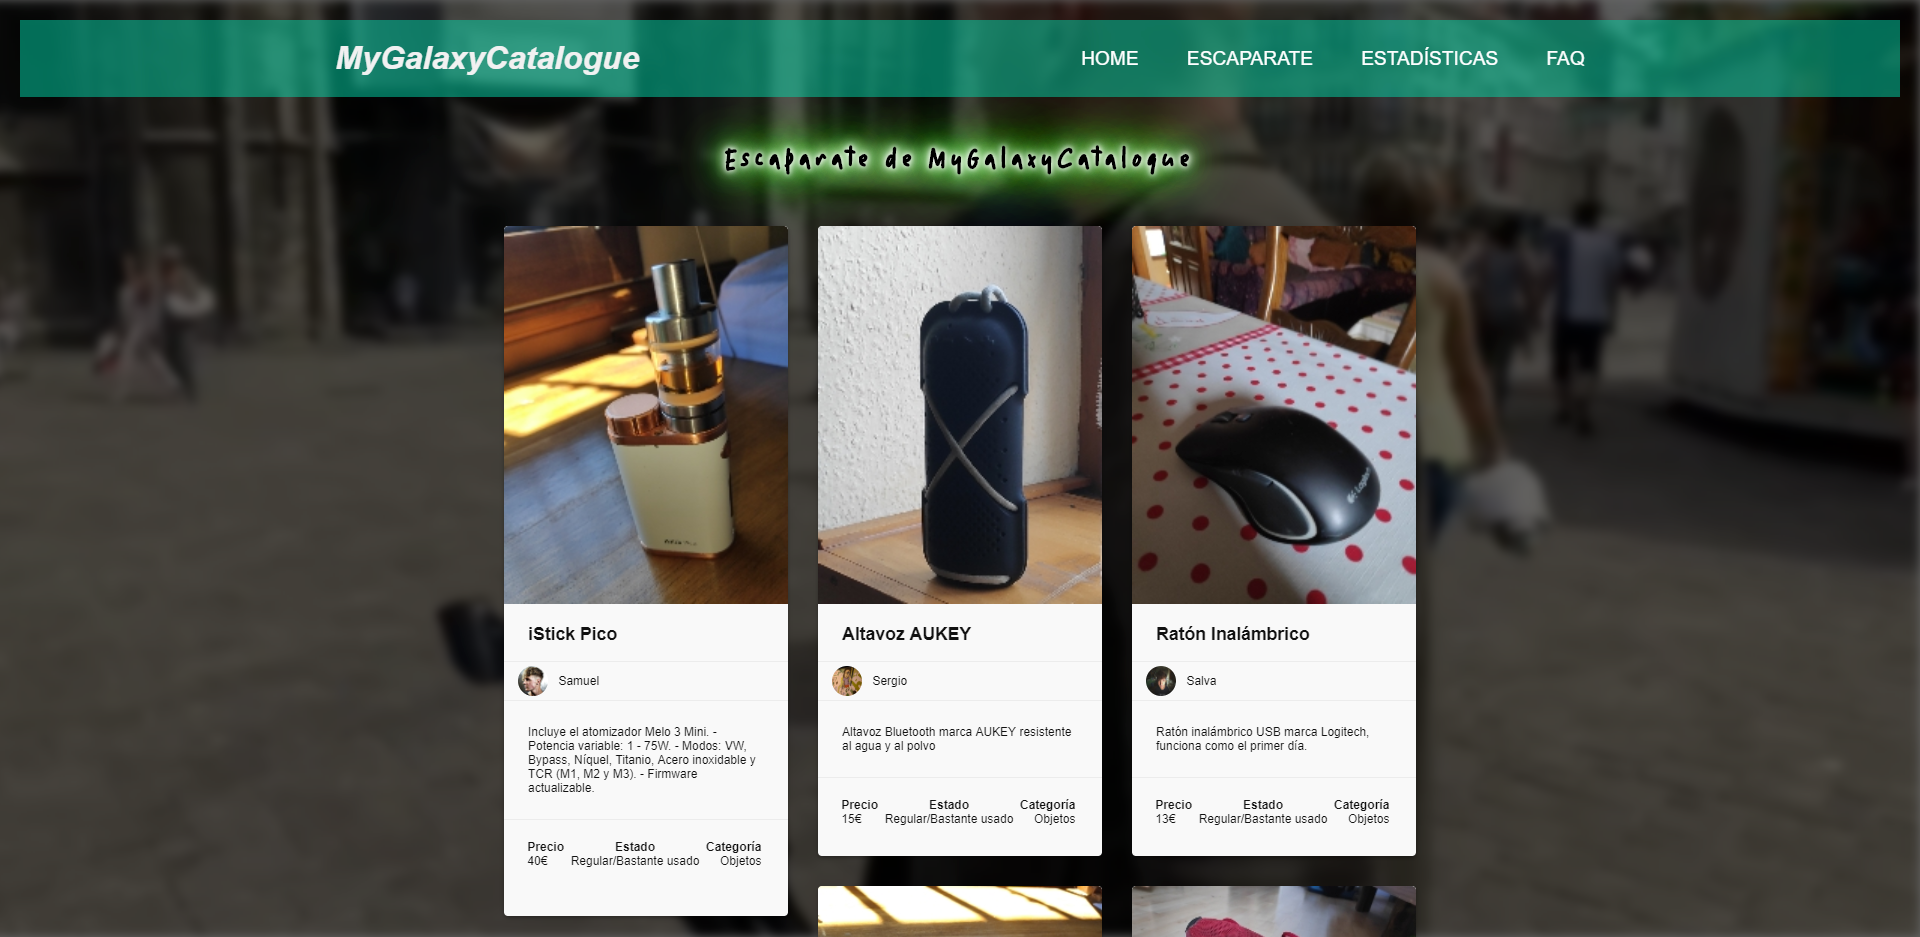 MyGalaxyCatalogue
HOME
ESCAPARATE
ESTADÍSTICAS
FAQ
Escaparate de MyGalaxyCatalogue
iStick Pico
Samuel
Incluye el atomizador Melo 3 Mini. -
Potencia variable: 1 - 75W. - Modos: VW,
Bypass, Níquel, Titanio, Acero inoxidable y
TCR (M1, M2 y M3). - Firmware
actualizable.
Precio Estado Categoría
40€ Regular/Bastante usado Objetos
Altavoz AUKEY
Sergio
Altavoz Bluetooth marca AUKEY resistente
al agua y al polvo
Precio Estado Categoría
15€ Regular/Bastante usado Objetos
Logitech
Ratón Inalámbrico
Salva
Ratón inalámbrico USB marca Logitech,
funciona como el primer día.
Precio Estado Categoría
13€ Regular/Bastante usado Objetos